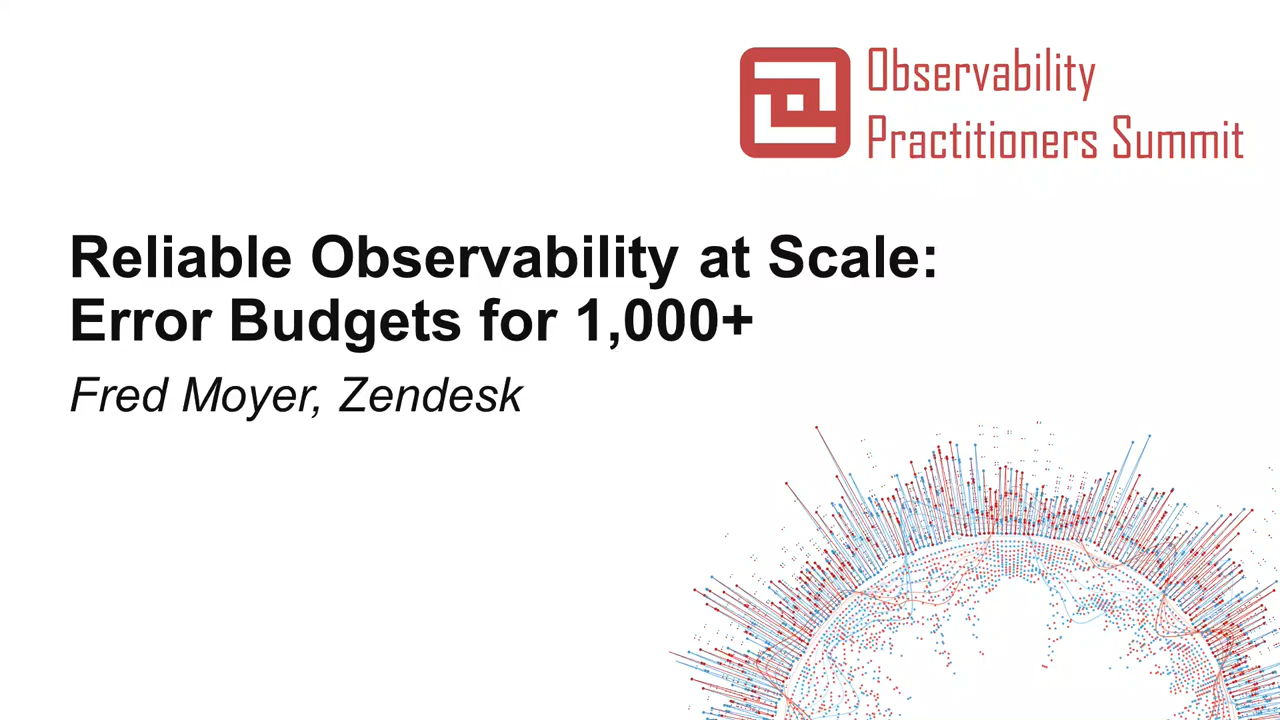 Observability
Practitioners Summit
Reliable Observability at Scale:
Error Budgets for 1,000+
Fred Moyer, Zendesk